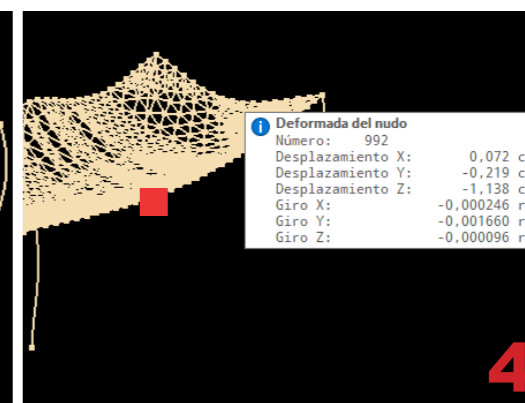 Deformada del nudo
Número: 992
Desplazamiento X: 0,072 c
Desplazamiento Y: -0,219 c
Desplazamiento Z: -1,138 c
Giro X: -0,000246 r
Giro Y: -0,001660 r
Giro Z: -0,000096 r
4